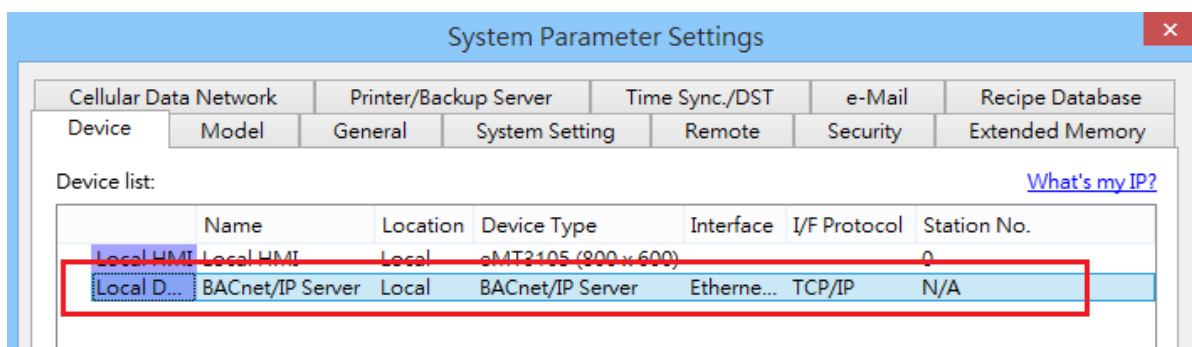 System Parameter Settings
Cellular Data Network Printer/Backup Server Time Sync./DST e-Mail Recipe Database
Device Model General System Setting Remote Security Extended Memory
Device list: What's my IP?
Name Location Device Type Interface I/F Protocol Station No.
Local HMI Local HMI Local eMT3105 (800 x 600) 0
Local D... BACnet/IP Server Local BACnet/IP Server Etherne... TCP/IP N/A